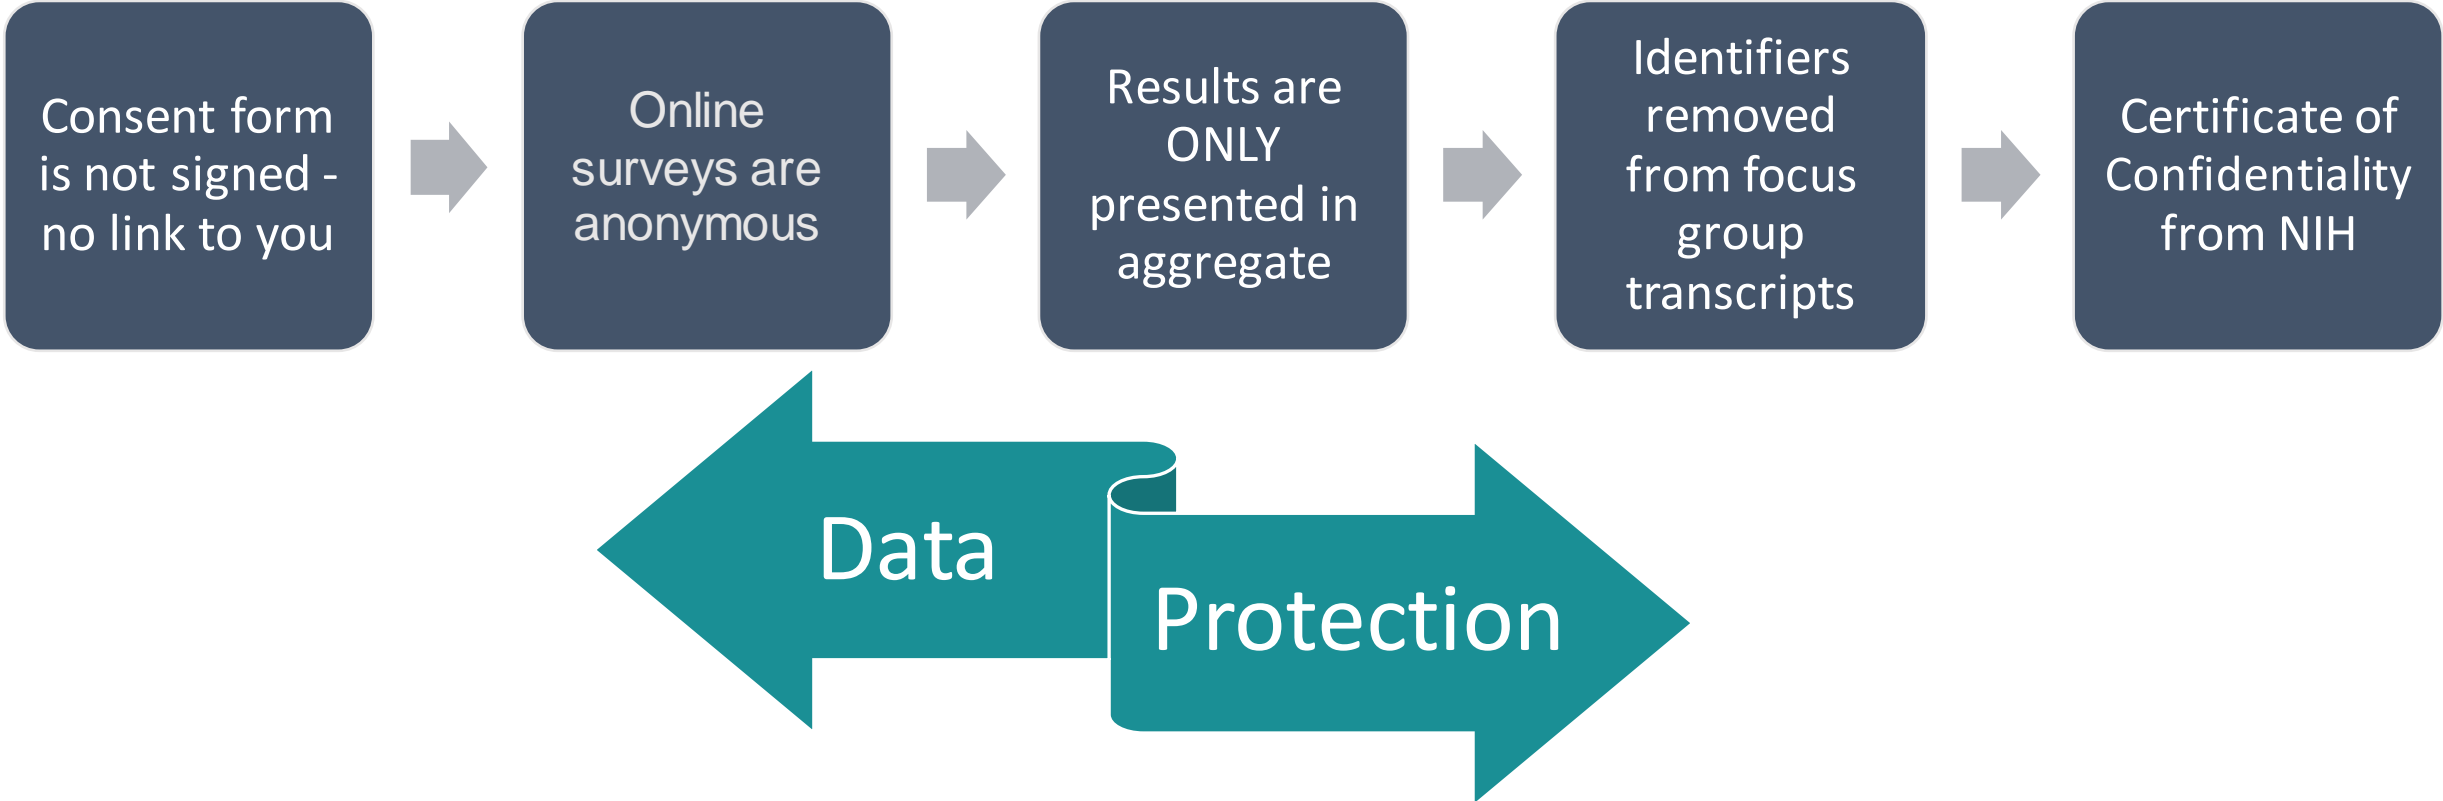 Consent form
is not signed -
no link to you
Online
surveys are
anonymous
Results are
ONLY
presented in
aggregate
Identifiers
removed
from focus
group
transcripts
Certificate of
Confidentiality
from NIH
Data
Protection